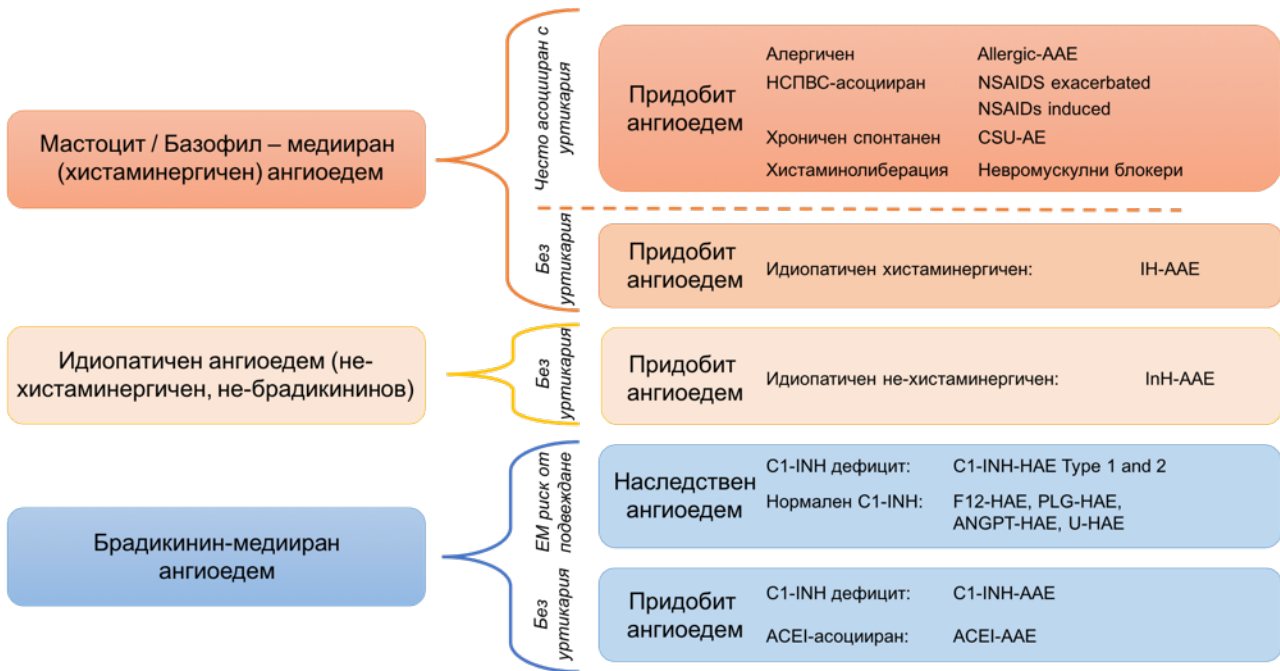 Мастоцит / Базофил – медииран
(хистаминергичен) ангиоедем
Често асоцииран с
уртикария
Придобит
ангиоедем
Алергичен Allergic-AAE
НСПВС-асоцииран NSAIDS exacerbated
NSAIDs induced
Хроничен спонтанен CSU-AE
Хистаминолиберация Невромускулни блокери
Без
уртикария
Придобит
ангиоедем
Идиопатичен хистаминергичен: IH-AAE
Идиопатичен ангиоедем (не-
хистаминергичен, не-брадикининов)
Без
уртикария
Придобит
ангиоедем
Идиопатичен не-хистаминергичен: InH-AAE
Брадикинин-медииран
ангиоедем
ЕМ риск от
подвеждане
Наследствен
ангиоедем
C1-INH дефицит: C1-INH-HAE Type 1 and 2
Нормален C1-INH: F12-HAE, PLG-HAE,
ANGPT-HAE, U-HAE
Без
уртикария
Придобит
ангиоедем
C1-INH дефицит: C1-INH-AAE
ACEI-асоцииран: ACEI-AAE